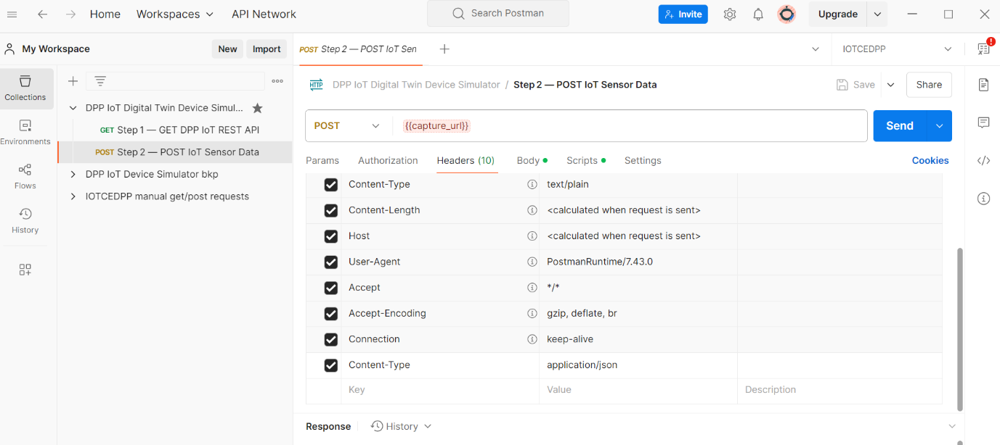 Home Workspaces API Network Search Postman Invite Upgrade
My Workspace New Import
POST Step 2 — POST IoT Sen
IOTCEDPP
!
Collections
Environments
Flows
History
DPP IoT Digital Twin Device Simul...
GET Step 1 — GET DPP IoT REST API
POST Step 2 — POST IoT Sensor Data
DPP IoT Device Simulator bkp
IOTCEDPP manual get/post requests
HTTP DPP IoT Digital Twin Device Simulator / Step 2 — POST IoT Sensor Data Save Share
POST {{capture_url}} Send
Params Authorization Headers (10) Body Scripts Settings Cookies
Content-Type text/plain
Content-Length <calculated when request is sent>
Host <calculated when request is sent>
User-Agent PostmanRuntime/7.43.0
Accept */*
Accept-Encoding gzip, deflate, br
Connection keep-alive
Content-Type application/json
Key Value Description
Response History